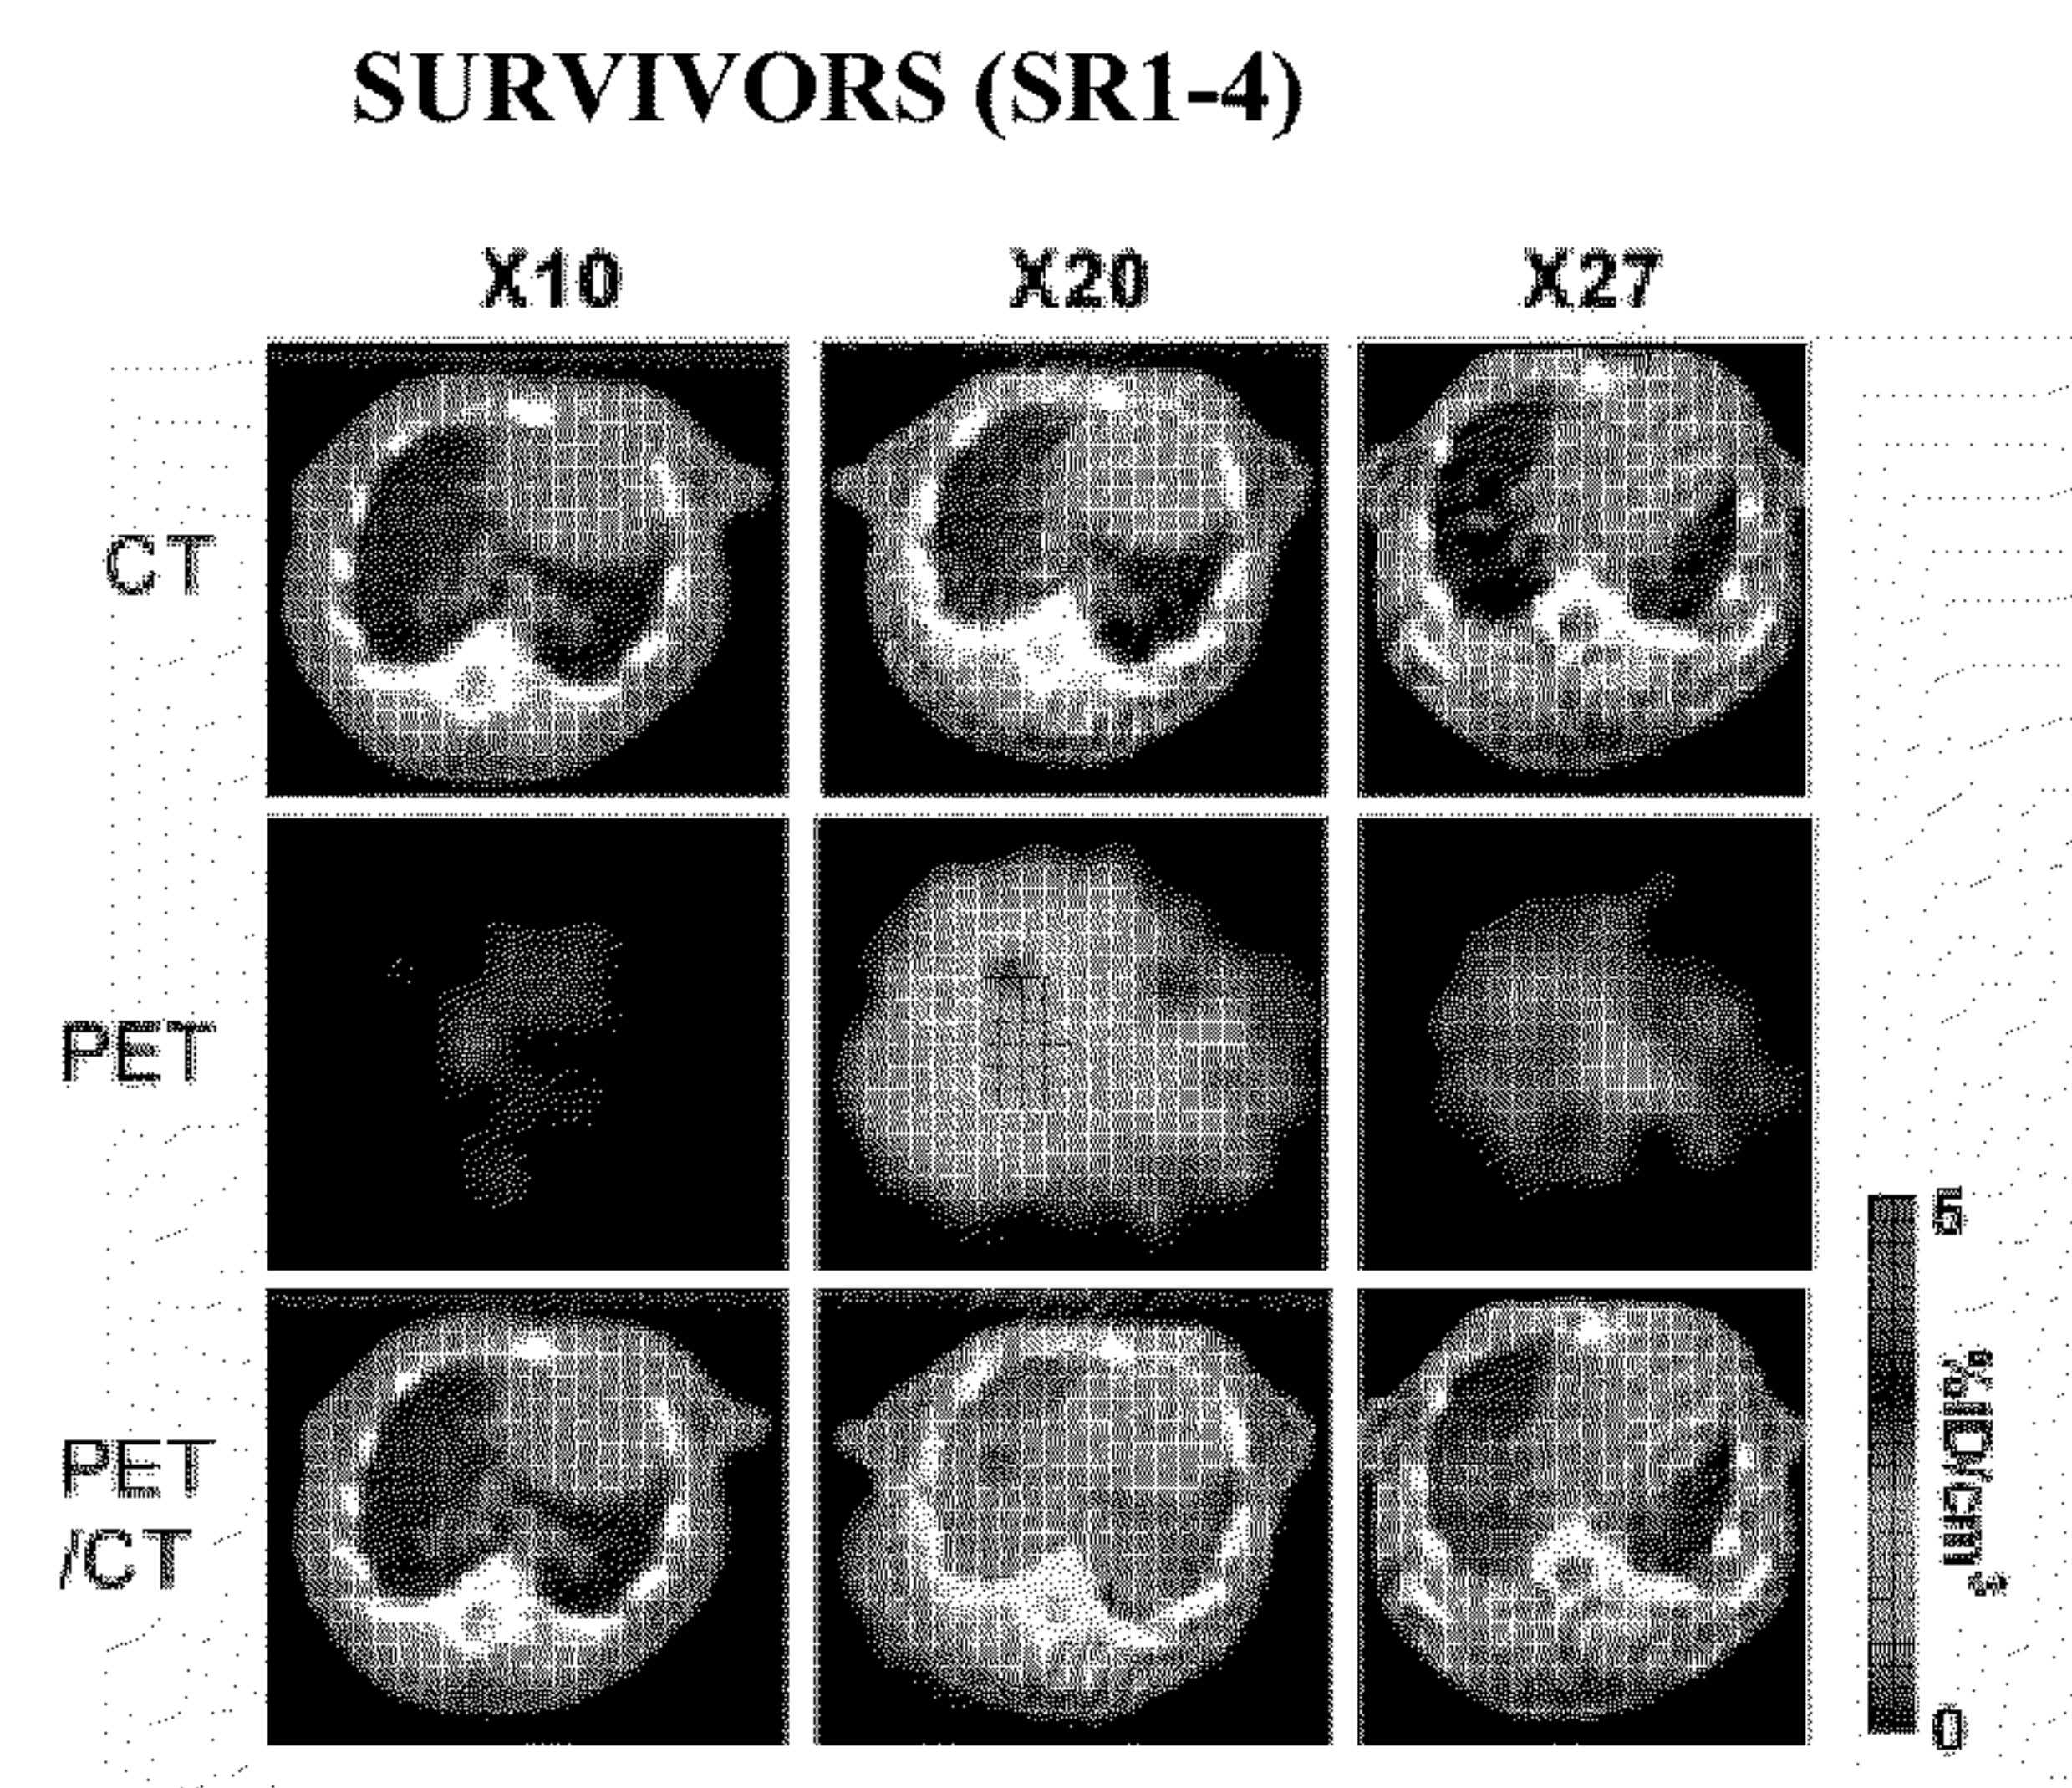 SURVIVORS (SR1-4)
X10 X20 X27
CT
PET
PET
/CT
5
%ID/cm³
0